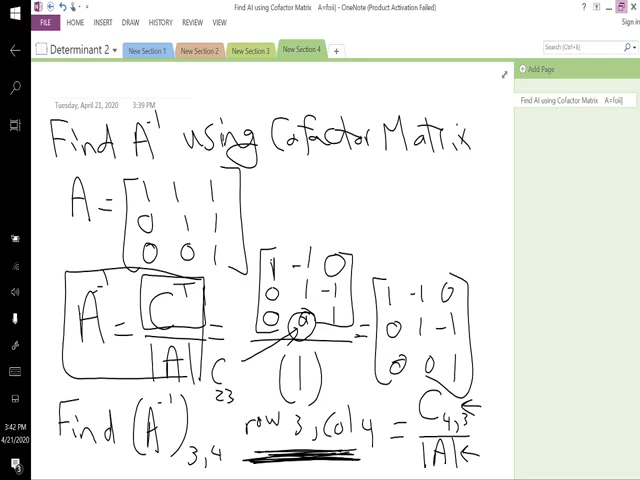 Find AI using Cofactor Matrix A=foii) - OneNote (Product Activation Failed)
FILE HOME INSERT DRAW HISTORY REVIEW VIEW Sign in
Determinant 2 New Section 1 New Section 2 New Section 3 New Section 4 + Search (Ctrl+E)
Add Page
Find AI using Cofactor Matrix A=foii]
Tuesday, April 21, 2020 3:39 PM
Find A⁻¹ using Cofactor Matrix
A = [1 1 1
0 1 1
0 0 1]
A⁻¹ = Cᵀ / |A| = [1 -1 0
0 1 -1
0 0 1] / (1) = [1 -1 0
0 1 -1
0 0 1]
C₂₃
Find (A⁻¹)₃,₄ row 3, Col 4 = C₄,₃ / |A|
3:42 PM
4/21/2020
3